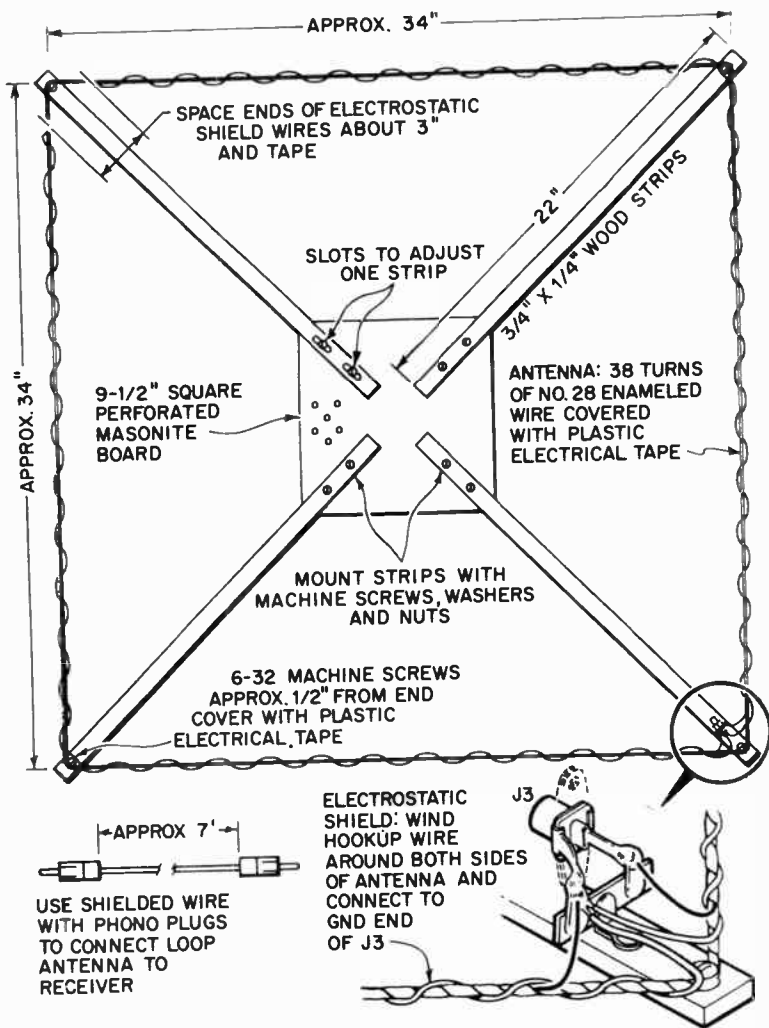 APPROX. 34"
SPACE ENDS OF ELECTROSTATIC
SHIELD WIRES ABOUT 3"
AND TAPE
22"
3/4" X 1/4" WOOD STRIPS
SLOTS TO ADJUST
ONE STRIP
APPROX. 34"
9-1/2" SQUARE
PERFORATED
MASONITE
BOARD
ANTENNA: 38 TURNS
OF NO. 28 ENAMELED
WIRE COVERED
WITH PLASTIC
ELECTRICAL TAPE
MOUNT STRIPS WITH
MACHINE SCREWS, WASHERS
AND NUTS
6-32 MACHINE SCREWS
APPROX. 1/2" FROM END
COVER WITH PLASTIC
ELECTRICAL TAPE
APPROX 7'
USE SHIELDED WIRE
WITH PHONO PLUGS
TO CONNECT LOOP
ANTENNA TO
RECEIVER
ELECTROSTATIC
SHIELD: WIND
HOOKUP WIRE
AROUND BOTH SIDES
OF ANTENNA AND
CONNECT TO
GND END
OF J3
J3